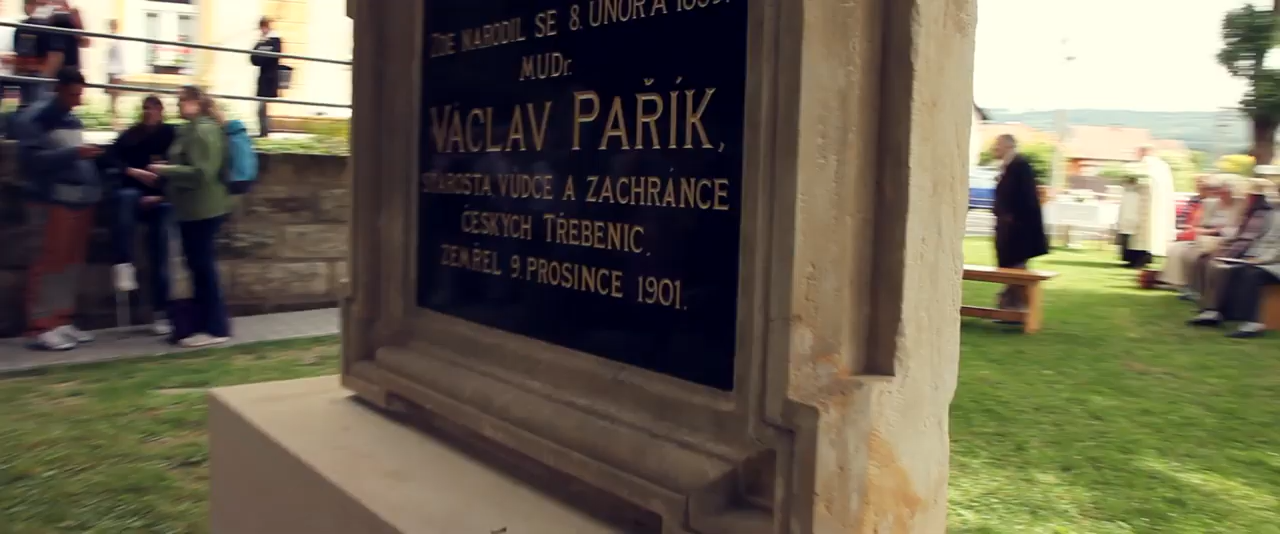 ZDE NARODIL SE 8. ÚNORA
MUDr.
VÁCLAV PAŘÍK,
STAROSTA, VŮDCE A ZACHRÁNCE
ČESKÝCH TŘEBENIC,
ZEMŘEL 9. PROSINCE 1901.